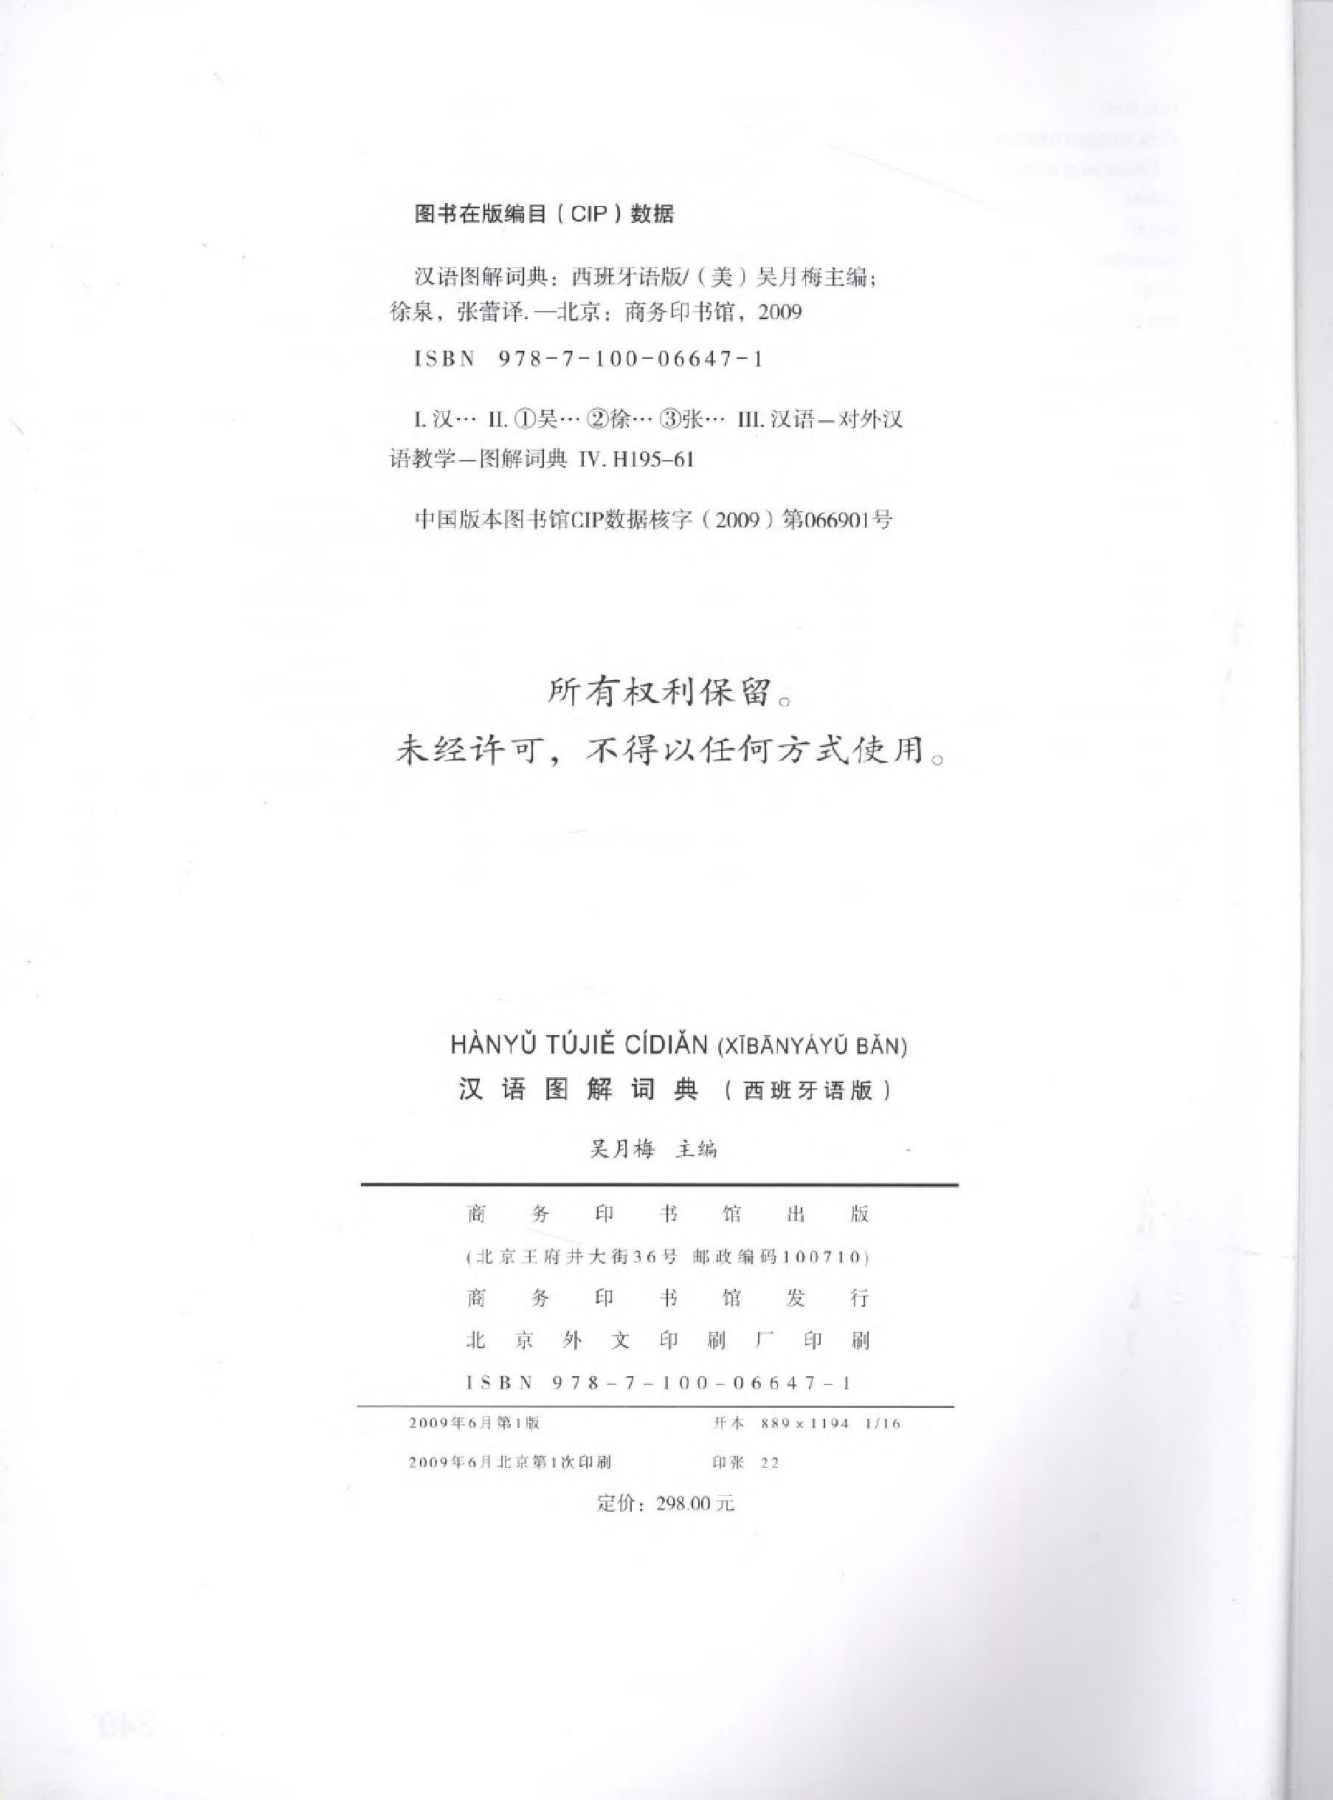 图书在版编目(CIP)数据
汉语图解词典：西班牙语版/（美）吴月梅主编；
徐泉，张蕾译.—北京：商务印书馆，2009
ISBN 978-7-100-06647-1
I. 汉… II. ①吴… ②徐… ③张… III. 汉语－对外汉
语教学－图解词典 IV. H195-61
中国版本图书馆CIP数据核字（2009）第066901号
所有权利保留。
未经许可，不得以任何方式使用。
HÀNYǓ TÚJIĚ CÍDIǍN (XĪBĀNYÁYǓ BǍN)
汉语图解词典（西班牙语版）
吴月梅 主编
商务印书馆出版
(北京王府井大街36号 邮政编码100710)
商务印书馆发行
北京外文印刷厂印刷
ISBN 978-7-100-06647-1
2009年6月第1版 开本 889×1194 1/16
2009年6月北京第1次印刷 印张 22
定价：298.00元